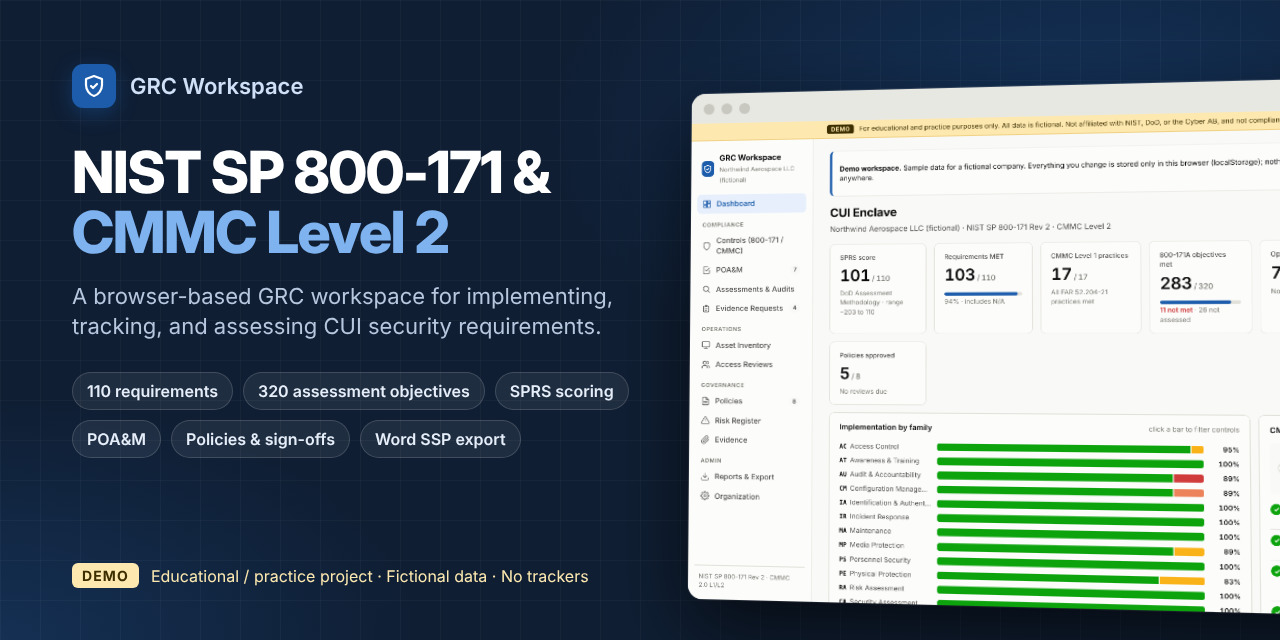 GRC Workspace
NIST SP 800-171 &
CMMC Level 2
A browser-based GRC workspace for implementing,
tracking, and assessing CUI security requirements.
110 requirements
320 assessment objectives
SPRS scoring
POA&M
Policies & sign-offs
Word SSP export
DEMO
Educational / practice project · Fictional data · No trackers
DEMO For educational and practice purposes only. All data is fictional. Not affiliated with NIST, DoD, or the Cyber AB, and not complian
GRC Workspace
Northwind Aerospace LLC
(fictional)
Dashboard
COMPLIANCE
Controls (800-171 /
CMMC)
POA&M 7
Assessments & Audits
Evidence Requests 4
OPERATIONS
Asset Inventory
Access Reviews
GOVERNANCE
Policies 8
Risk Register
Evidence
ADMIN
Reports & Export
Organization
NIST SP 800-171 Rev 2 · CMMC
2.0 L1/L2
Demo workspace. Sample data for a fictional company. Everything you change is stored only in this browser (localStorage); noth
anywhere.
CUI Enclave
Northwind Aerospace LLC (fictional) · NIST SP 800-171 Rev 2 · CMMC Level 2
SPRS score
101 / 110
DoD Assessment
Methodology · range
−203 to 110
Requirements MET
103 / 110
94% · includes N/A
CMMC Level 1 practices
17 / 17
All FAR 52.204-21
practices met
800-171A objectives
met
283 / 320
11 not met · 26 not
assessed
Op
7
No
Policies approved
5 / 8
No reviews due
Implementation by family
click a bar to filter controls
AC Access Control 95%
AT Awareness & Training 100%
AU Audit & Accountability 89%
CM Configuration Manage... 89%
IA Identification & Authent... 100%
IR Incident Response 100%
MA Maintenance 100%
MP Media Protection 89%
PS Personnel Security 100%
PE Physical Protection 83%
RA Risk Assessment 100%
CA Security Assessment 100%
CM